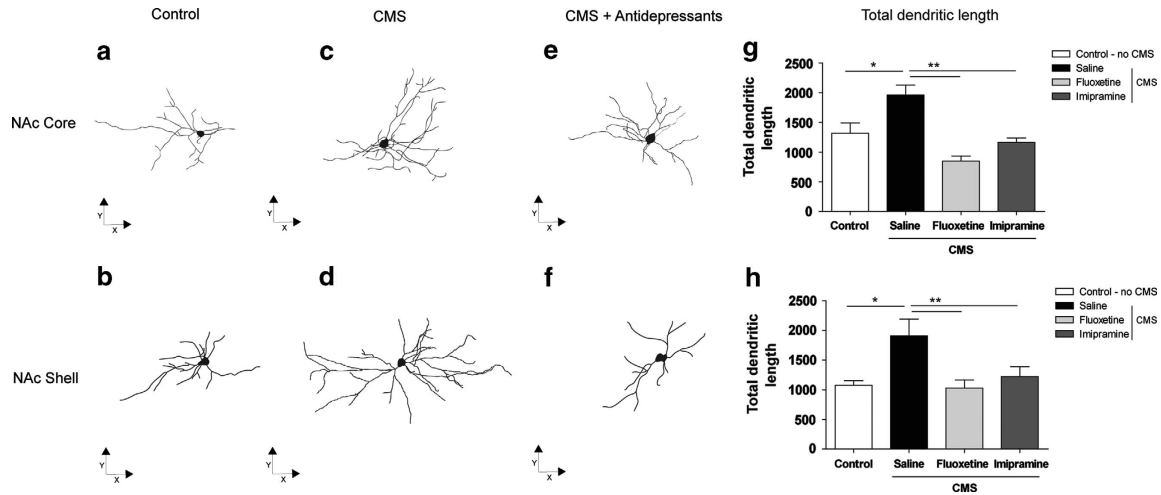 Control
CMS
CMS + Antidepressants
Total dendritic length
NAc Core
a
c
e
g
Y
X
Y
X
Y
X
Total dendritic
length
2500
2000
1500
1000
500
0
*
**
Control - no CMS
Saline
Fluoxetine
Imipramine
CMS
Control
Saline
Fluoxetine
Imipramine
CMS
NAc Shell
b
d
f
h
Y
X
Y
X
Y
X
Total dendritic
length
2500
2000
1500
1000
500
0
*
**
Control - no CMS
Saline
Fluoxetine
Imipramine
CMS
Control
Saline
Fluoxetine
Imipramine
CMS